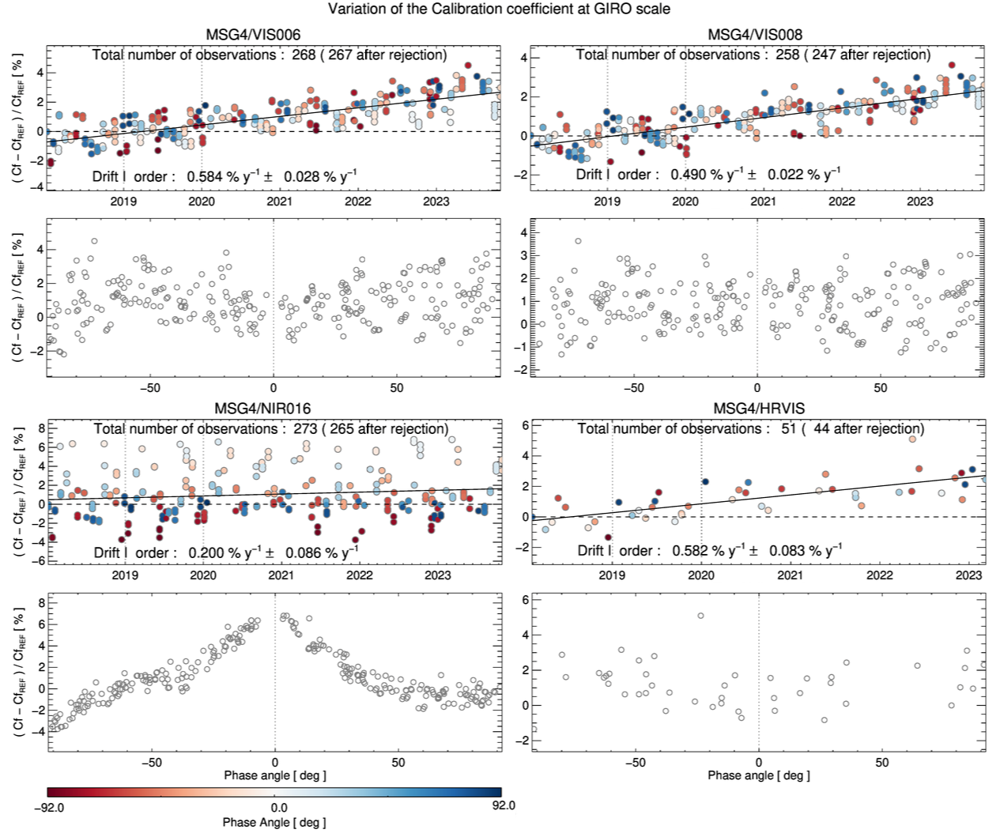 Variation of the Calibration coefficient at GIRO scale
MSG4/VIS006
MSG4/VIS008
Total number of observations : 268 ( 267 after rejection)
Total number of observations : 258 ( 247 after rejection)
( Cf − Cf_REF ) / Cf_REF [ % ]
4
2
0
−2
−4
4
2
0
−2
Drift I order : 0.584 % y⁻¹ ± 0.028 % y⁻¹
Drift I order : 0.490 % y⁻¹ ± 0.022 % y⁻¹
2019 2020 2021 2022 2023
2019 2020 2021 2022 2023
( Cf − Cf_REF ) / Cf_REF [ % ]
4
2
0
−2
4
3
2
1
0
−1
−2
−50 0 50
−50 0 50
MSG4/NIR016
MSG4/HRVIS
Total number of observations : 273 ( 265 after rejection)
Total number of observations : 51 ( 44 after rejection)
( Cf − Cf_REF ) / Cf_REF [ % ]
8
6
4
2
0
−2
−4
−6
6
4
2
0
−2
Drift I order : 0.200 % y⁻¹ ± 0.086 % y⁻¹
Drift I order : 0.582 % y⁻¹ ± 0.083 % y⁻¹
2019 2020 2021 2022 2023
2019 2020 2021 2022 2023
( Cf − Cf_REF ) / Cf_REF [ % ]
8
6
4
2
0
−2
−4
6
4
2
0
−2
−50 0 50
−50 0 50
Phase angle [ deg ]
Phase angle [ deg ]
−92.0 0.0 92.0
Phase Angle [ deg ]